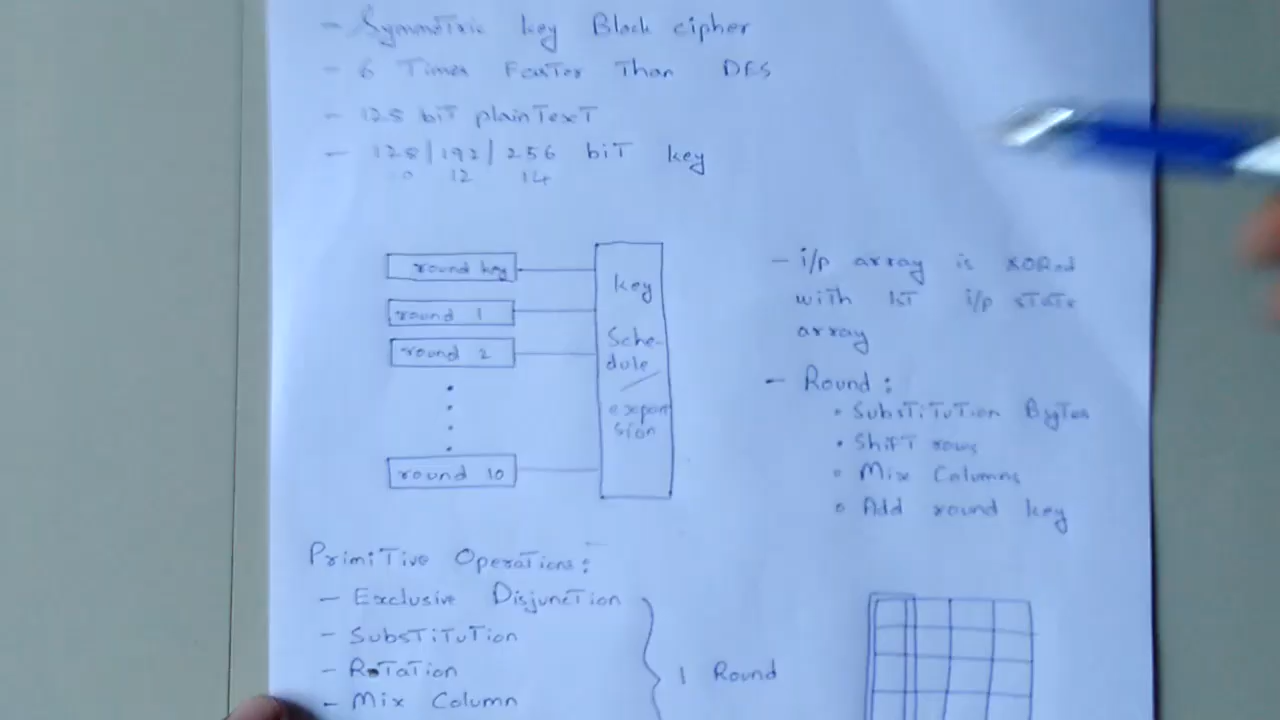 - Symmetric key Block cipher
- 6 Times Faster Than DES
- 128 biT plainTexT
- 128/192/256 biT key
0 12 14
round key
round 1
round 2
round 10
key
Sche-
dule/
expan
sion
- i/p array is XORed
with 1sT i/p sTaTe
array
- Round:
• SubsTiTuTion Bytes
• ShifT rows
• Mix Columns
• Add round key
PrimiTive OperaTions:
- Exclusive DisjuncTion
- SubsTiTuTion
- RoTaTion
- Mix Column
1 Round